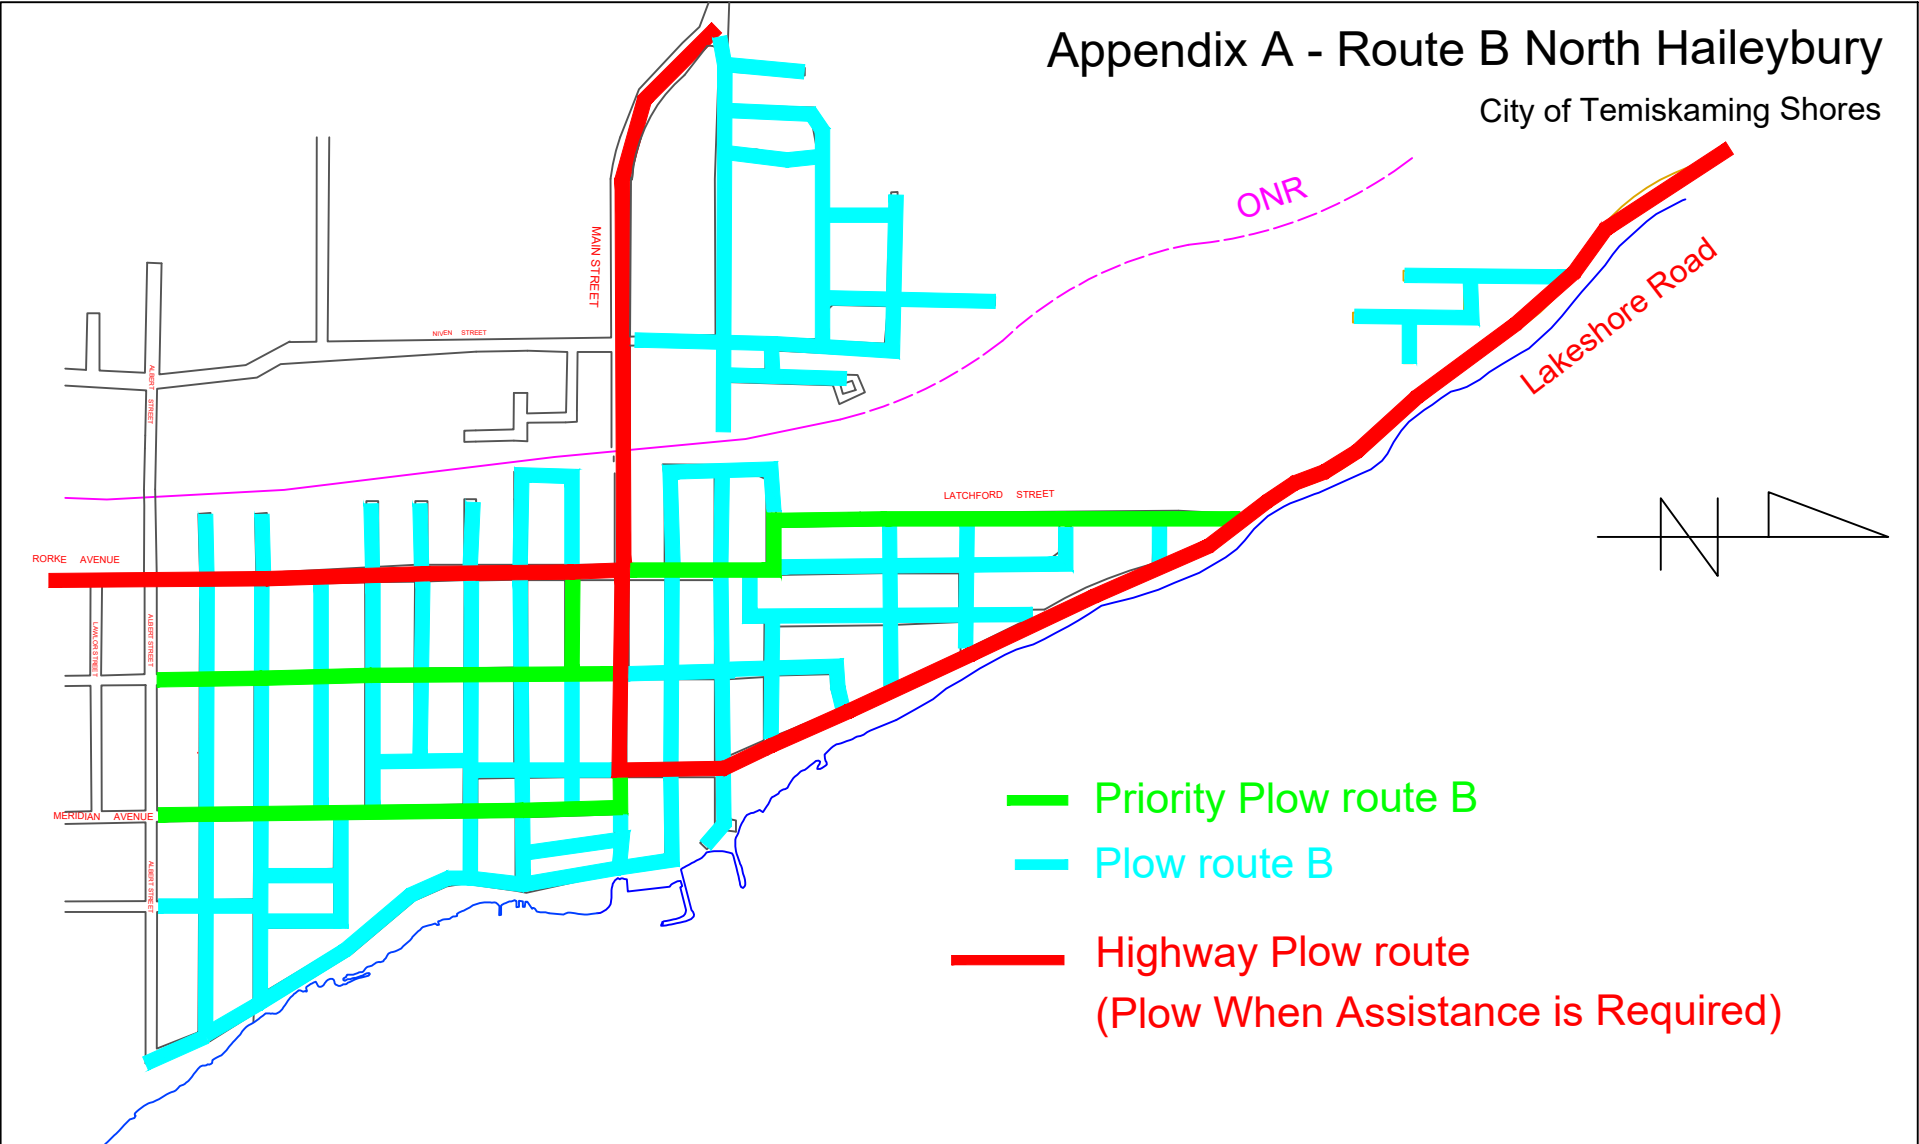 Appendix A - Route B North Haileybury
City of Temiskaming Shores
ONR
MAIN STREET
Lakeshore Road
NIVEN STREET
ALBERT STREET
LATCHFORD STREET
RORKE AVENUE
LAWLOR STREET
ALBERT STREET
N
Priority Plow route B
MERIDIAN AVENUE
Plow route B
ALBERT STREET
Highway Plow route
(Plow When Assistance is Required)